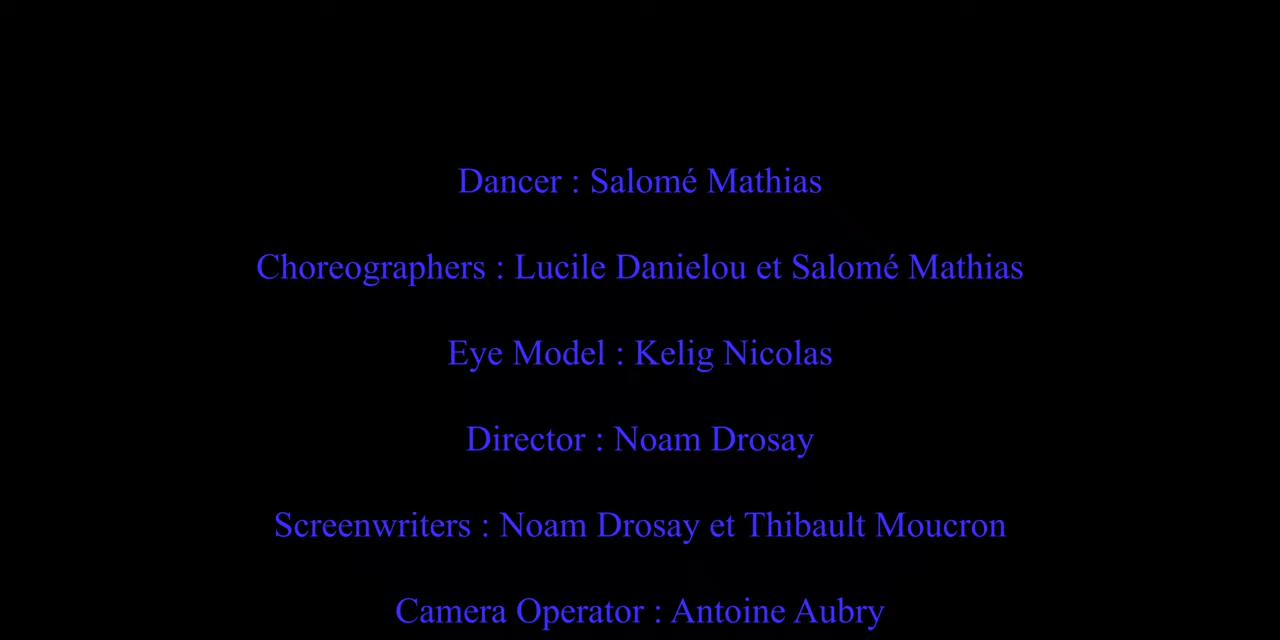 Dancer : Salomé Mathias
Choreographers : Lucile Danielou et Salomé Mathias
Eye Model : Kelig Nicolas
Director : Noam Drosay
Screenwriters : Noam Drosay et Thibault Moucron
Camera Operator : Antoine Aubry